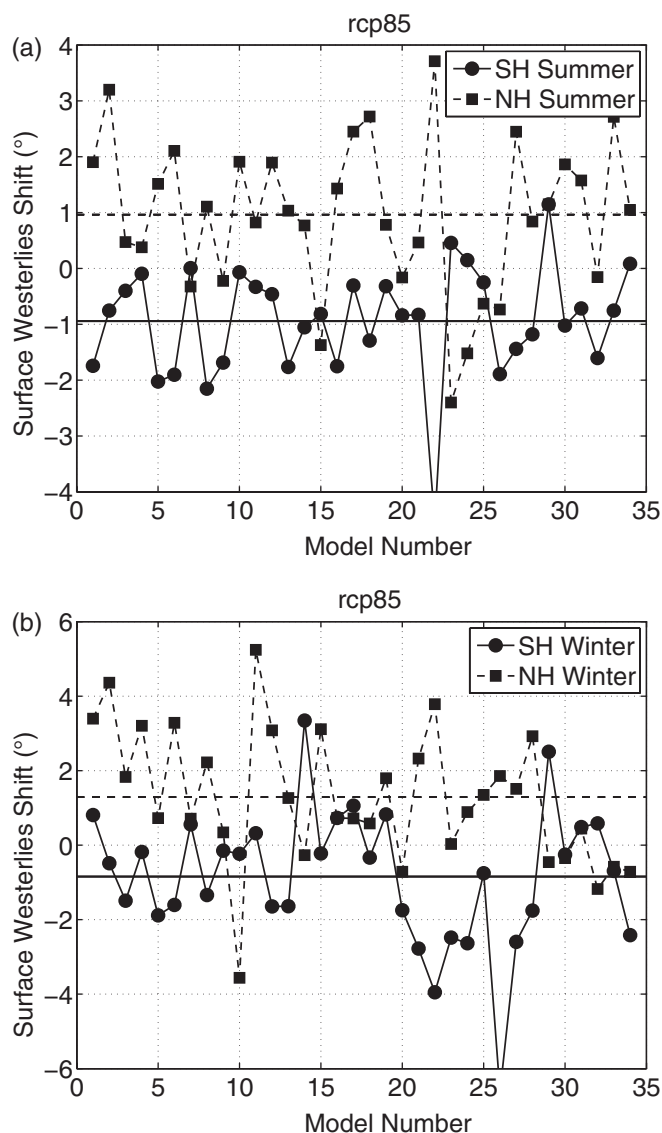 rcp85
(a)
SH Summer
NH Summer
Surface Westerlies Shift (°)
4
3
2
1
0
−1
−2
−3
−4
0 5 10 15 20 25 30 35
Model Number
rcp85
(b)
SH Winter
NH Winter
Surface Westerlies Shift (°)
6
4
2
0
−2
−4
−6
0 5 10 15 20 25 30 35
Model Number